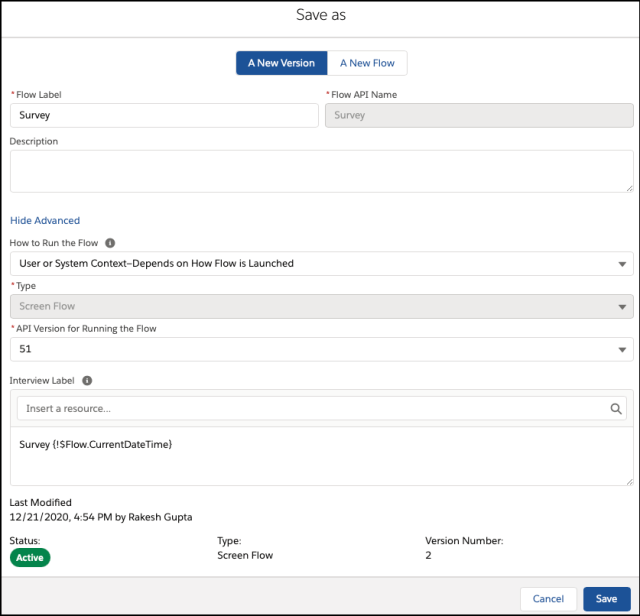 Save as
A New Version A New Flow
* Flow Label
* Flow API Name
Survey
Survey
Description
Hide Advanced
How to Run the Flow i
User or System Context—Depends on How Flow is Launched
* Type
Screen Flow
* API Version for Running the Flow
51
Interview Label i
Insert a resource...
Survey {!$Flow.CurrentDateTime}
Last Modified
12/21/2020, 4:54 PM by Rakesh Gupta
Status: Type: Version Number:
Active Screen Flow 2
Cancel Save